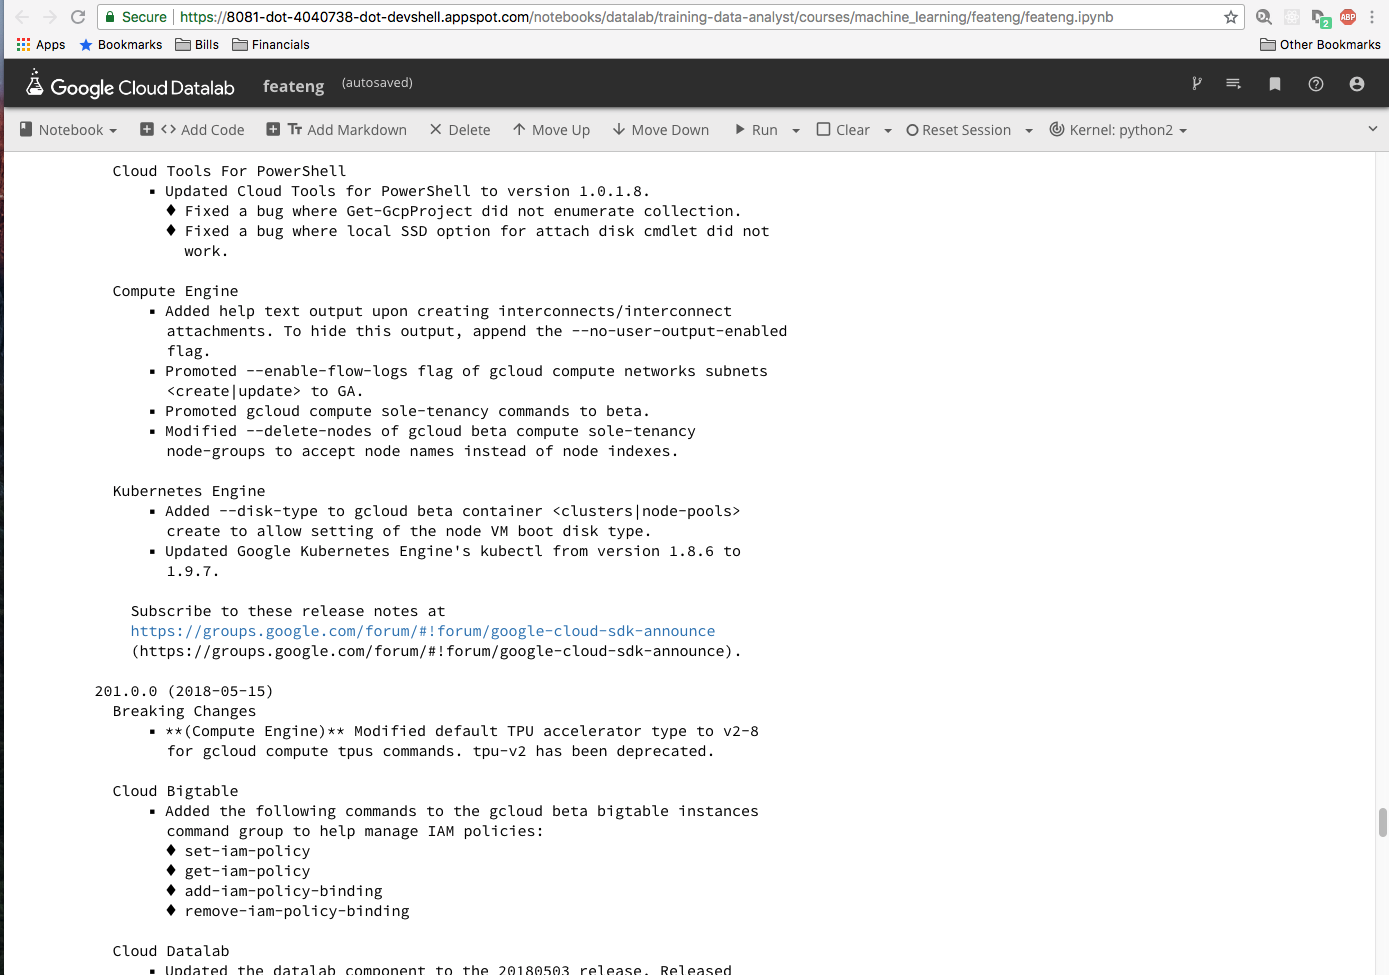 Secure https://8081-dot-4040738-dot-devshell.appspot.com/notebooks/datalab/training-data-analyst/courses/machine_learning/feateng/feateng.ipynb 2 ABP
Apps Bookmarks Bills Financials Other Bookmarks
Google Cloud Datalab feateng (autosaved)
Notebook <> Add Code Tт Add Markdown Delete Move Up Move Down Run Clear Reset Session Kernel: python2
Cloud Tools For PowerShell
▪ Updated Cloud Tools for PowerShell to version 1.0.1.8.
♦ Fixed a bug where Get-GcpProject did not enumerate collection.
♦ Fixed a bug where local SSD option for attach disk cmdlet did not
work.
Compute Engine
▪ Added help text output upon creating interconnects/interconnect
attachments. To hide this output, append the --no-user-output-enabled
flag.
▪ Promoted --enable-flow-logs flag of gcloud compute networks subnets
<create|update> to GA.
▪ Promoted gcloud compute sole-tenancy commands to beta.
▪ Modified --delete-nodes of gcloud beta compute sole-tenancy
node-groups to accept node names instead of node indexes.
Kubernetes Engine
▪ Added --disk-type to gcloud beta container <clusters|node-pools>
create to allow setting of the node VM boot disk type.
▪ Updated Google Kubernetes Engine's kubectl from version 1.8.6 to
1.9.7.
Subscribe to these release notes at
https://groups.google.com/forum/#!forum/google-cloud-sdk-announce
(https://groups.google.com/forum/#!forum/google-cloud-sdk-announce).
201.0.0 (2018-05-15)
Breaking Changes
▪ **(Compute Engine)** Modified default TPU accelerator type to v2-8
for gcloud compute tpus commands. tpu-v2 has been deprecated.
Cloud Bigtable
▪ Added the following commands to the gcloud beta bigtable instances
command group to help manage IAM policies:
♦ set-iam-policy
♦ get-iam-policy
♦ add-iam-policy-binding
♦ remove-iam-policy-binding
Cloud Datalab
▪ Updated the datalab component to the 20180503 release. Released